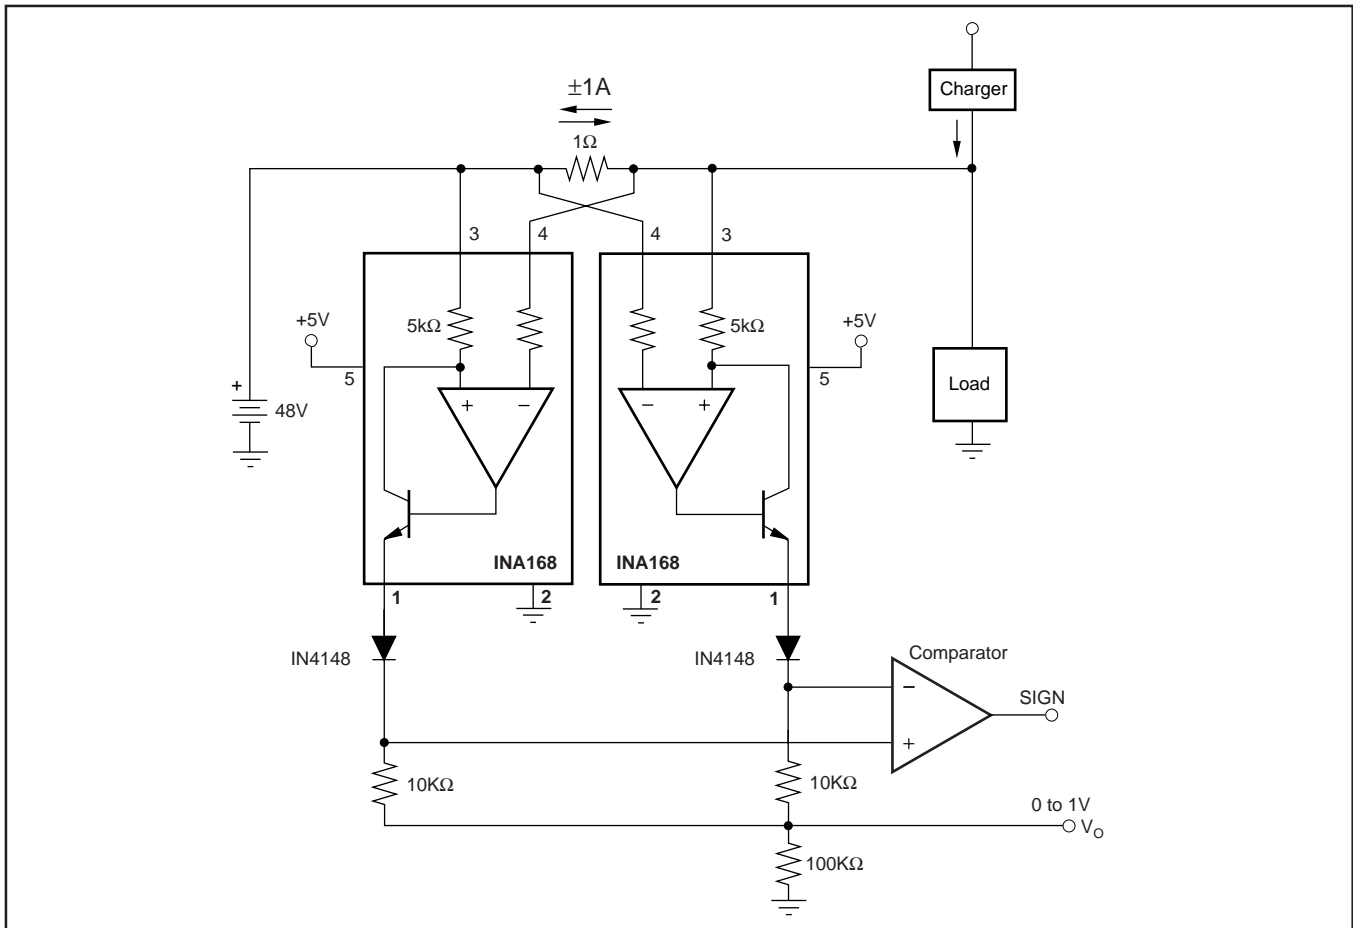 ±1A
1Ω
Charger
3
4
4
3
5kΩ
5kΩ
+5V
+5V
5
5
+
48V
Load
+
−
−
+
INA168
INA168
1
2
2
1
IN4148
IN4148
Comparator
−
+
SIGN
10KΩ
10KΩ
0 to 1V
VO
100KΩ